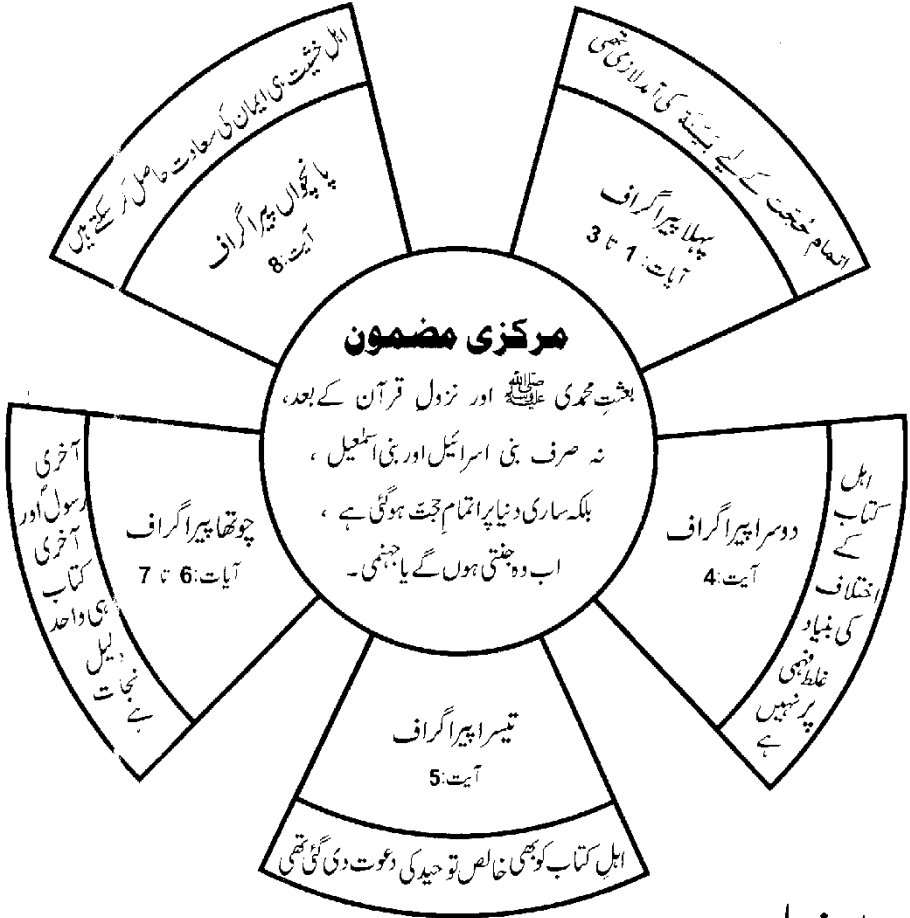 مرکزی مضمون
بعثتِ محمدی ﷺ اور نزولِ قرآن کے بعد،
نہ صرف بنی اسرائیل اور بنی اسمٰعیل ،
بلکہ ساری دنیا پر اتمامِ حجّت ہوگئی ہے ،
اب وہ جنتی ہوں گے یا جہنمی۔
اتمام حُجّت کے لیے بَیِّنَة کی آمد لازمی تھی
پہلا پیراگراف
آیات: 1 تا 3
اہل
کتاب
کے
اختلاف
کی بنیاد
غلط فہمی
پر نہیں
ہے
دوسرا پیراگراف
آیت:4
تیسرا پیراگراف
آیت:5
اہلِ کتاب کو بھی خالص توحید کی دعوت دی گئی تھی
آخری
رسولؐ اور
آخری
کتاب
ہی واحد
دلیل
نجات
ہے
چوتھا پیراگراف
آیات:6 تا 7
اہلِ خشیت ہی ایمان کی سعادت حاصل کر سکتے ہیں
پانچواں پیراگراف
آیت:8